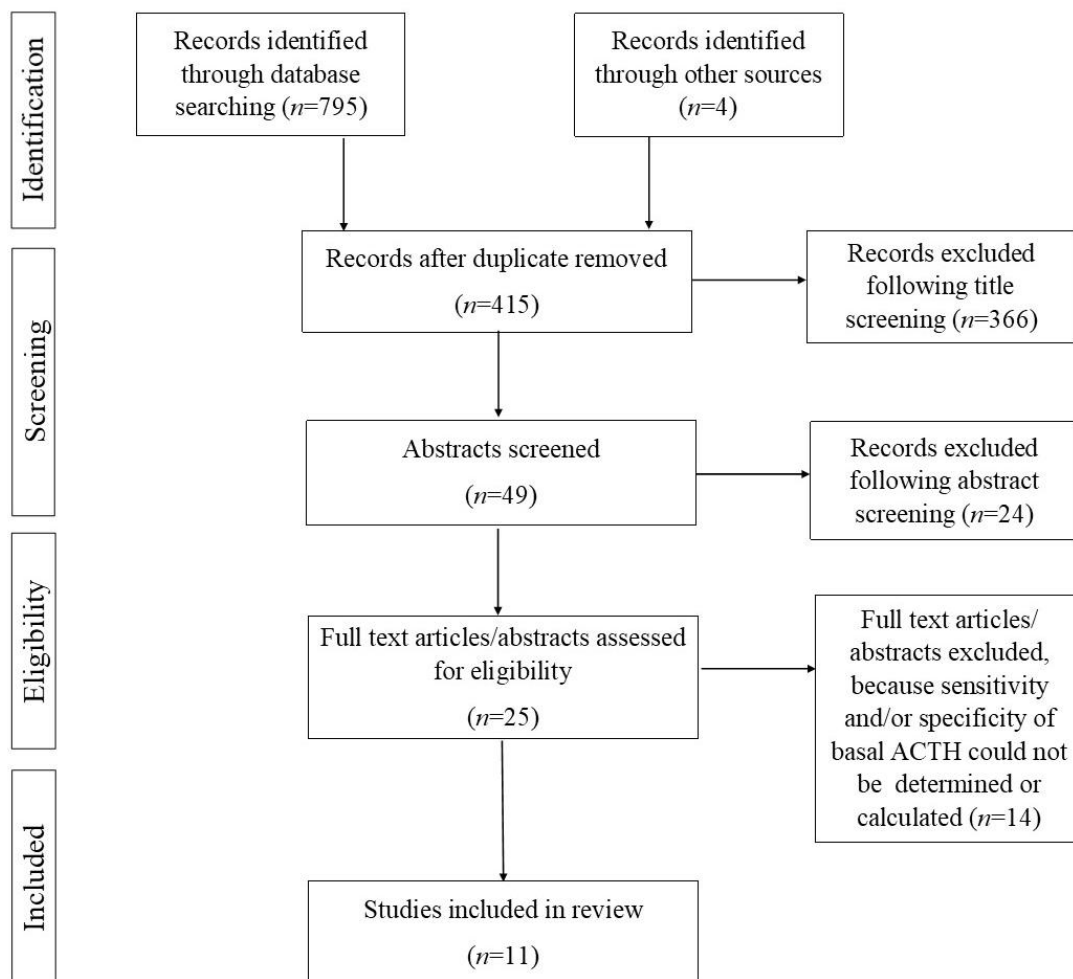 Identification
Records identified
through database
searching (n=795)
Records identified
through other sources
(n=4)
Screening
Records after duplicate removed
(n=415)
Records excluded
following title
screening (n=366)
Abstracts screened
(n=49)
Records excluded
following abstract
screening (n=24)
Eligibility
Full text articles/abstracts assessed
for eligibility
(n=25)
Full text articles/
abstracts excluded,
because sensitivity
and/or specificity of
basal ACTH could not
be determined or
calculated (n=14)
Included
Studies included in review
(n=11)